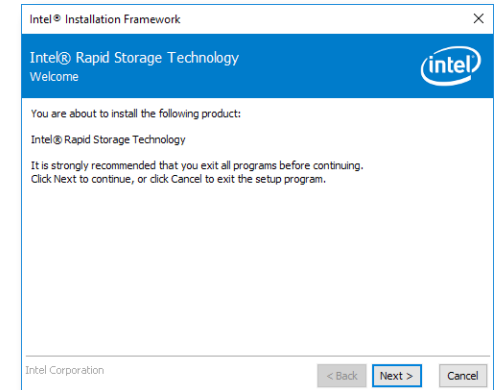 Intel® Installation Framework
Intel® Rapid Storage Technology
Welcome
intel
You are about to install the following product:
Intel® Rapid Storage Technology
It is strongly recommended that you exit all programs before continuing.
Click Next to continue, or click Cancel to exit the setup program.
Intel Corporation
< Back Next > Cancel